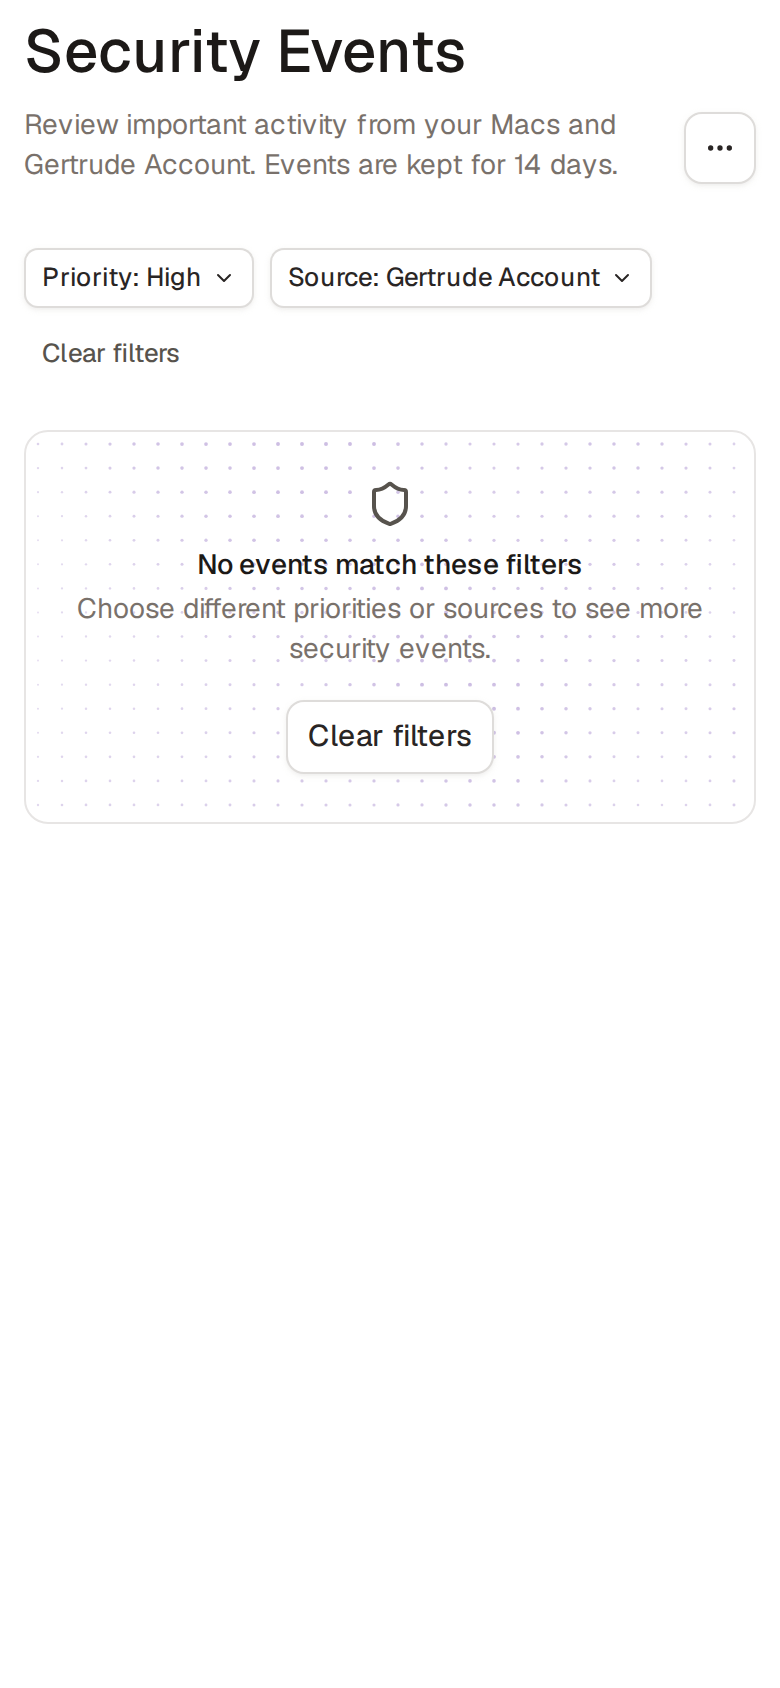 Security Events
Review important activity from your Macs and
Gertrude Account. Events are kept for 14 days.
Priority: High
Source: Gertrude Account
Clear filters
No events match these filters
Choose different priorities or sources to see more
security events.
Clear filters